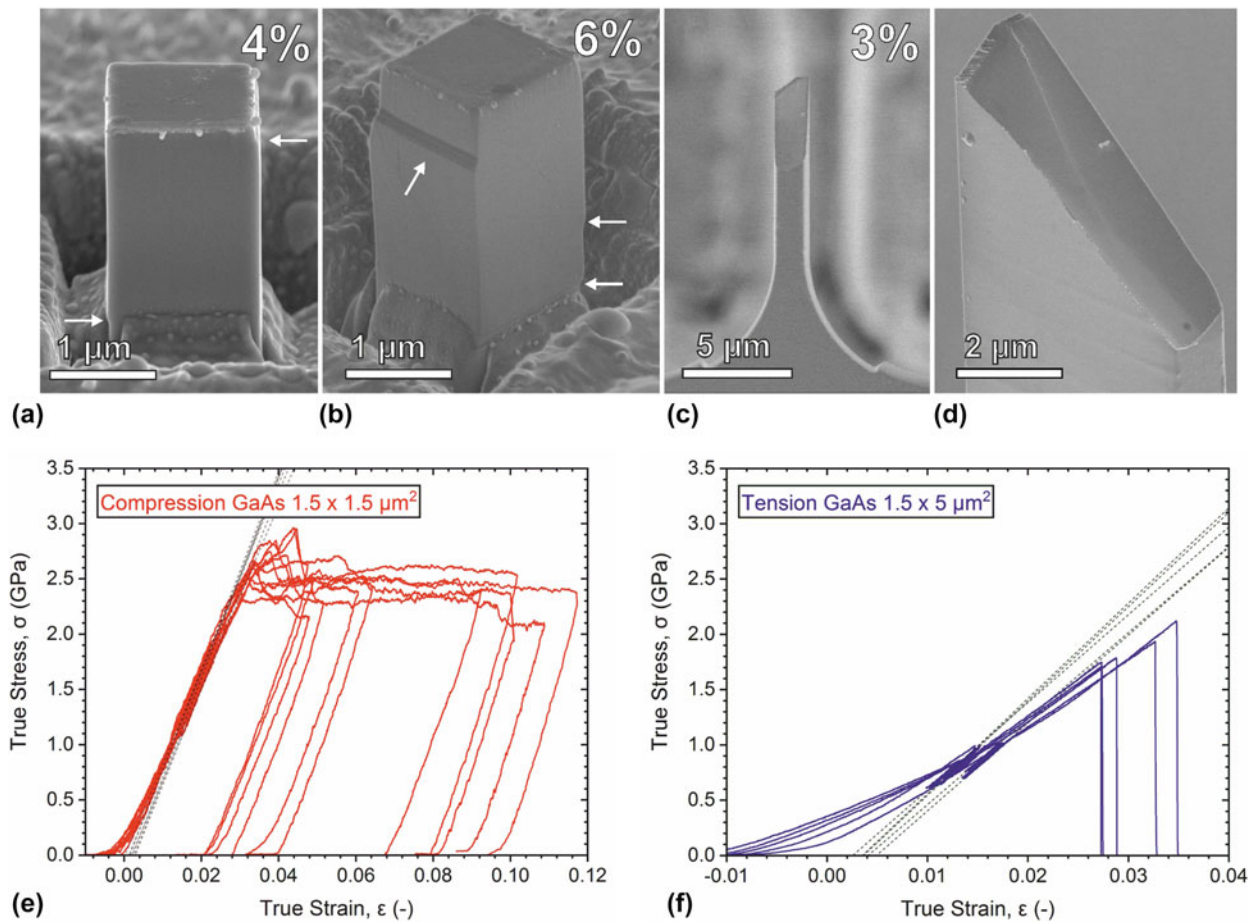 4%
6%
3%
1 μm
1 μm
5 μm
2 μm
(a)
(b)
(c)
(d)
3.5
3.0
2.5
2.0
1.5
1.0
0.5
0.0
True Stress, σ (GPa)
Compression GaAs 1.5 x 1.5 μm²
0.00
0.02
0.04
0.06
0.08
0.10
0.12
True Strain, ε (-)
(e)
3.5
3.0
2.5
2.0
1.5
1.0
0.5
0.0
True Stress, σ (GPa)
Tension GaAs 1.5 x 5 μm²
-0.01
0.00
0.01
0.02
0.03
0.04
True Strain, ε (-)
(f)